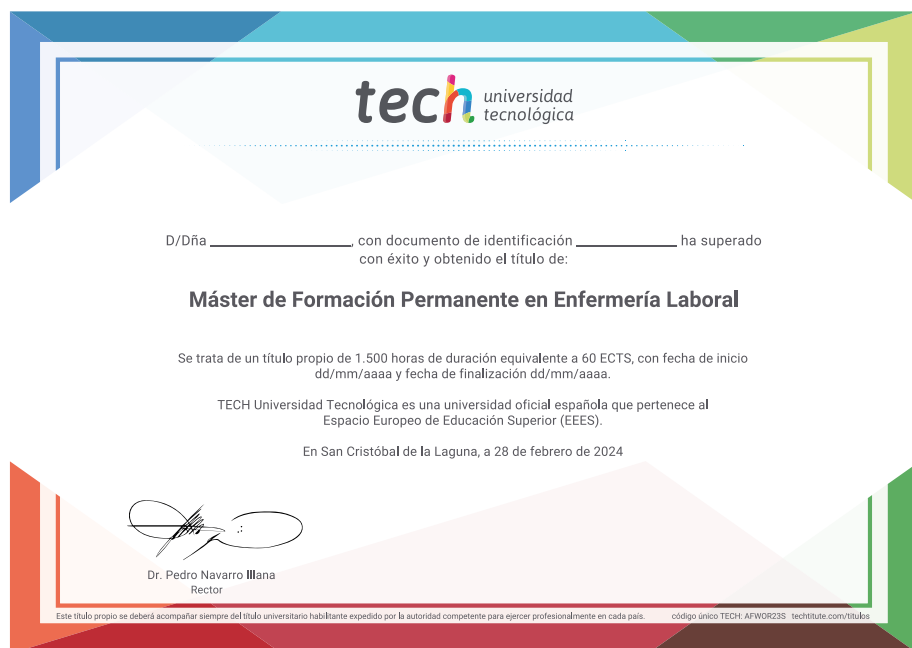 tech universidad
tecnológica
D/Dña ______________, con documento de identificación __________ ha superado
con éxito y obtenido el título de:
Máster de Formación Permanente en Enfermería Laboral
Se trata de un título propio de 1.500 horas de duración equivalente a 60 ECTS, con fecha de inicio
dd/mm/aaaa y fecha de finalización dd/mm/aaaa.
TECH Universidad Tecnológica es una universidad oficial española que pertenece al
Espacio Europeo de Educación Superior (EEES).
En San Cristóbal de la Laguna, a 28 de febrero de 2024
Dr. Pedro Navarro Illana
Rector
Este título propio se deberá acompañar siempre del título universitario habilitante expedido por la autoridad competente para ejercer profesionalmente en cada país. código único TECH: AFWOR23S techtitute.com/titulos